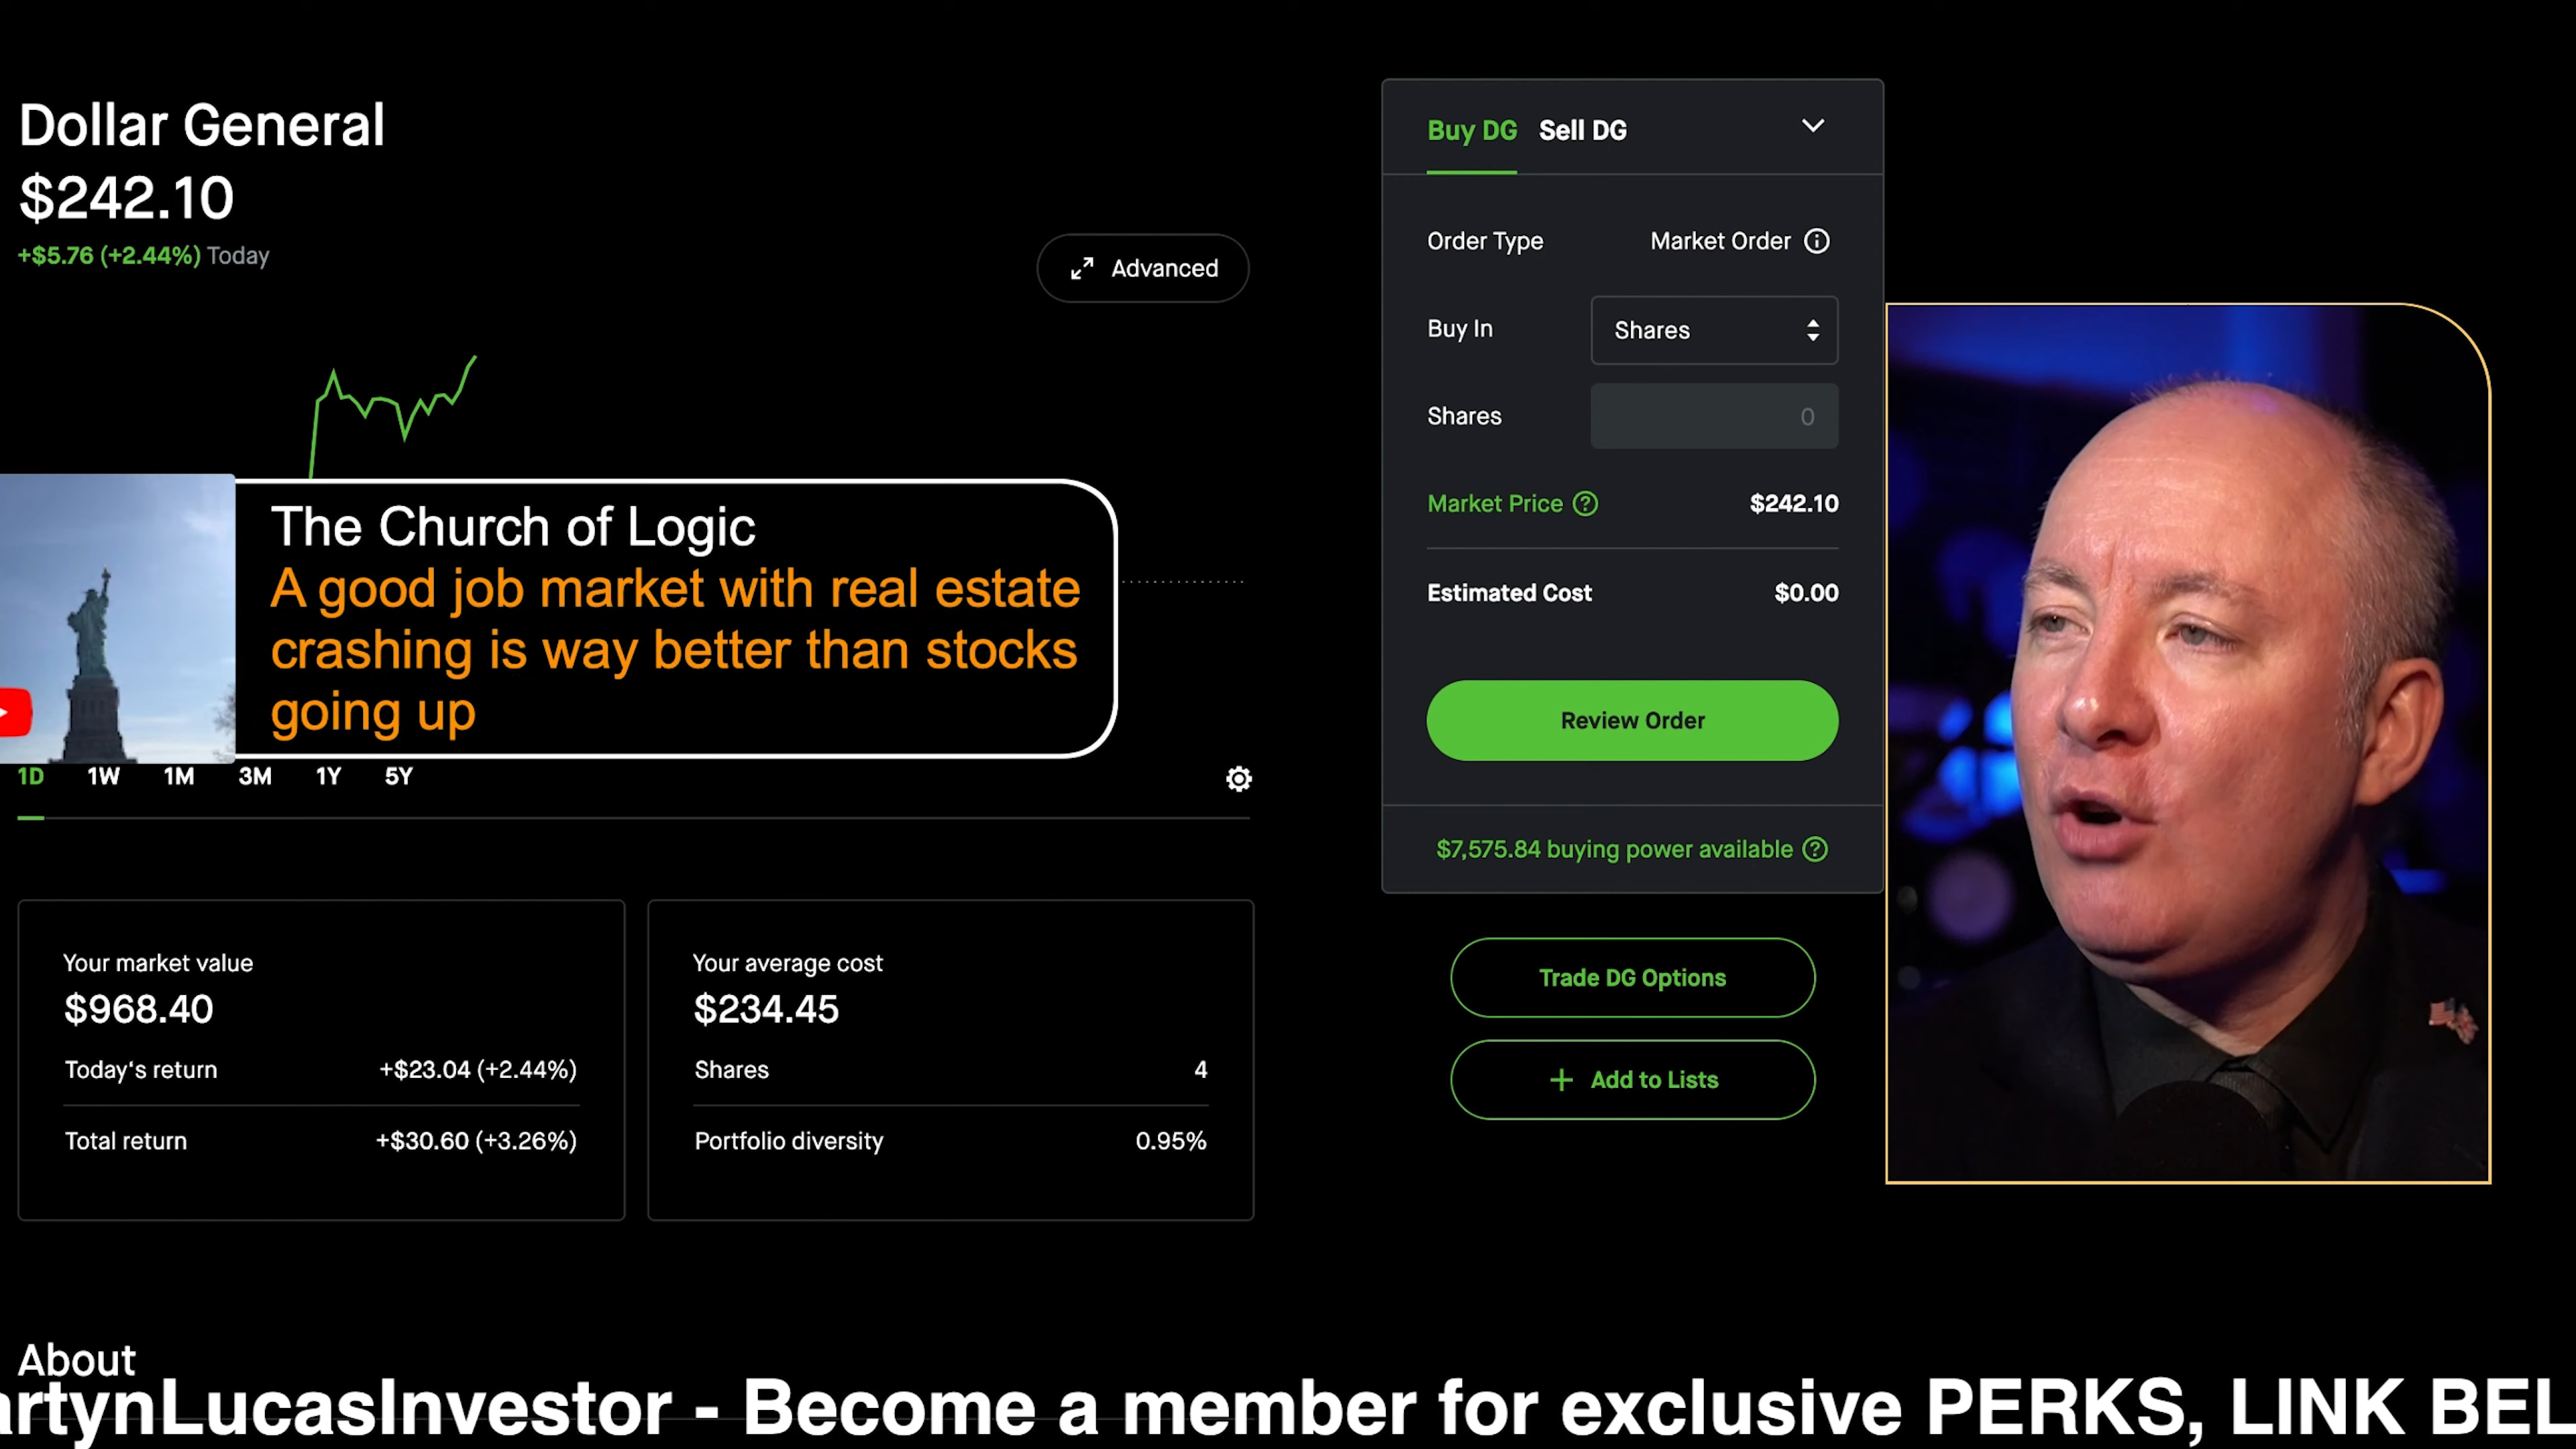 Dollar General
$242.10
+$5.76 (+2.44%) Today
Advanced
The Church of Logic
A good job market with real estate
crashing is way better than stocks
going up
1D 1W 1M 3M 1Y 5Y
Your market value
$968.40
Today's return +$23.04 (+2.44%)
Total return +$30.60 (+3.26%)
Your average cost
$234.45
Shares 4
Portfolio diversity 0.95%
Buy DG Sell DG
Order Type Market Order
Buy In Shares
Shares 0
Market Price $242.10
Estimated Cost $0.00
Review Order
$7,575.84 buying power available
Trade DG Options
+ Add to Lists
About
artynLucasInvestor - Become a member for exclusive PERKS, LINK BEL